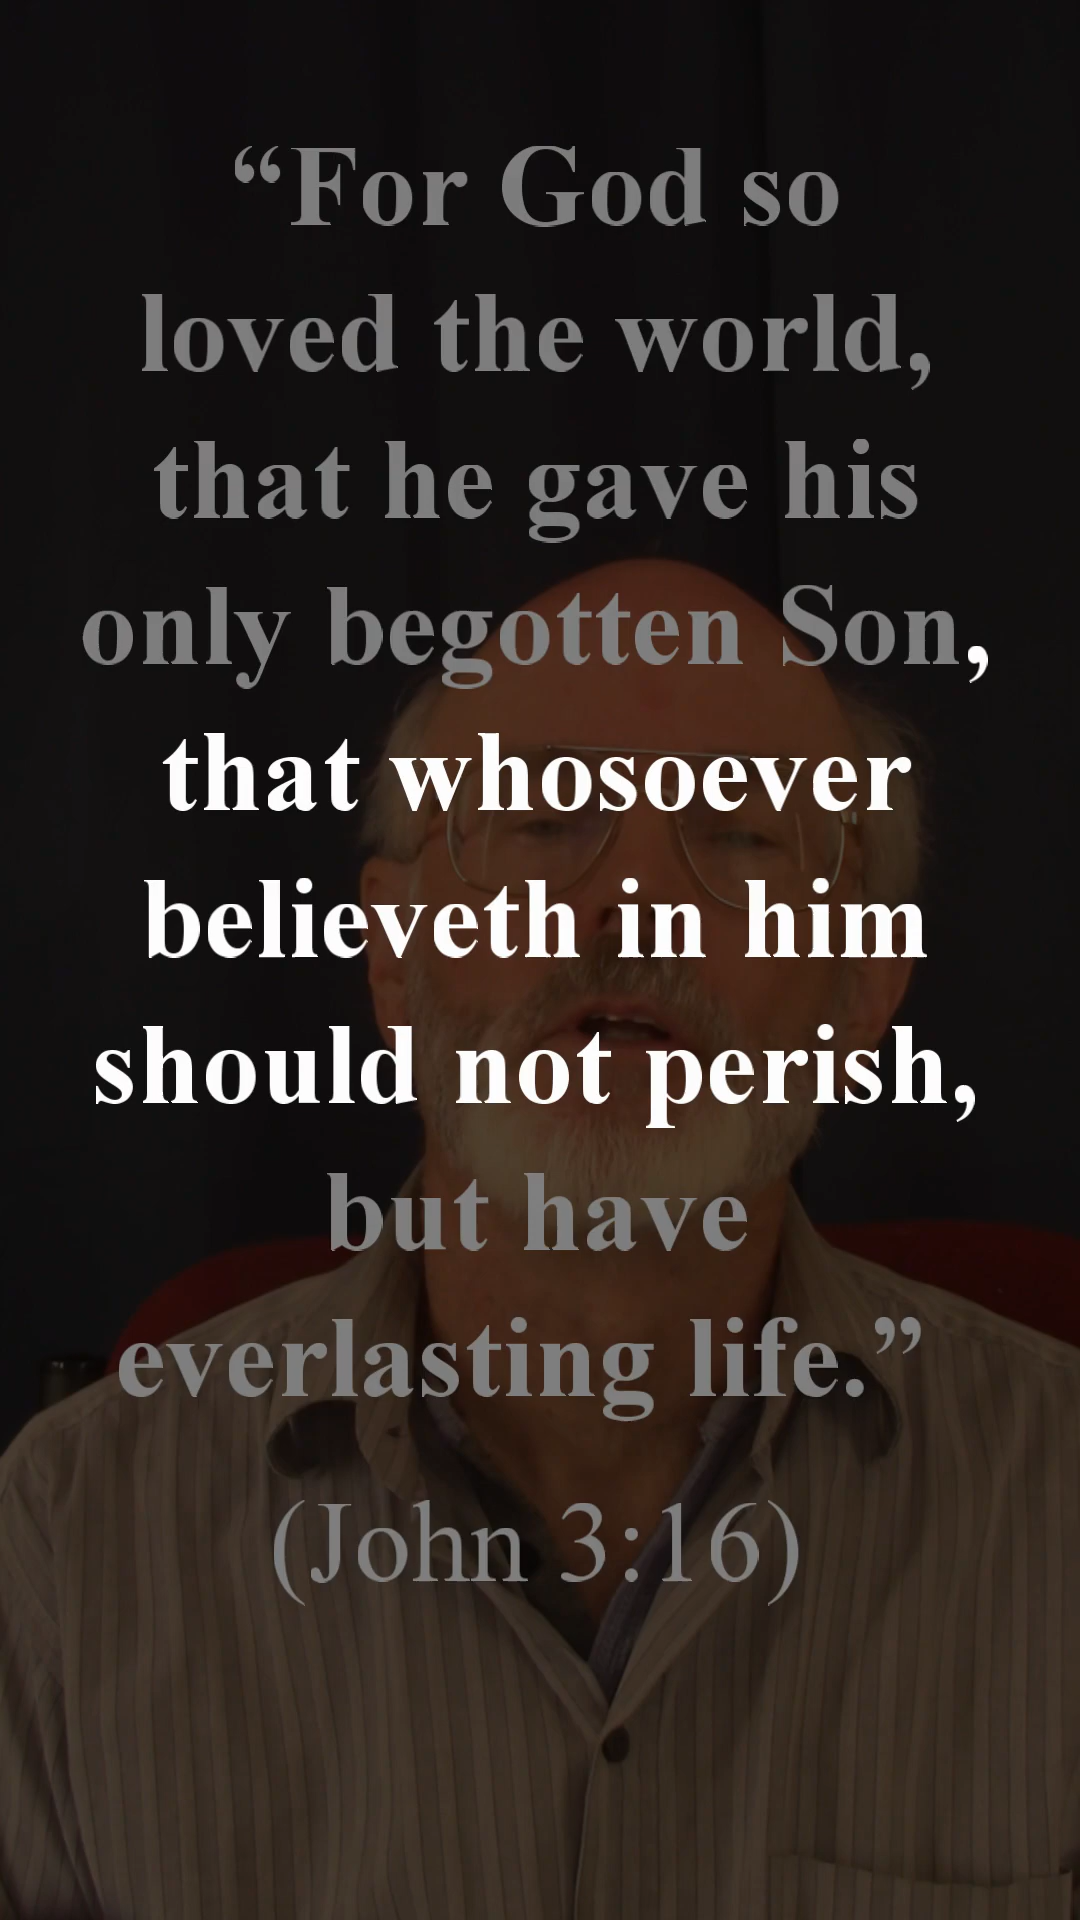 “For God so
loved the world,
that he gave his
only begotten Son,
that whosoever
believeth in him
should not perish,
but have
everlasting life.”
(John 3:16)